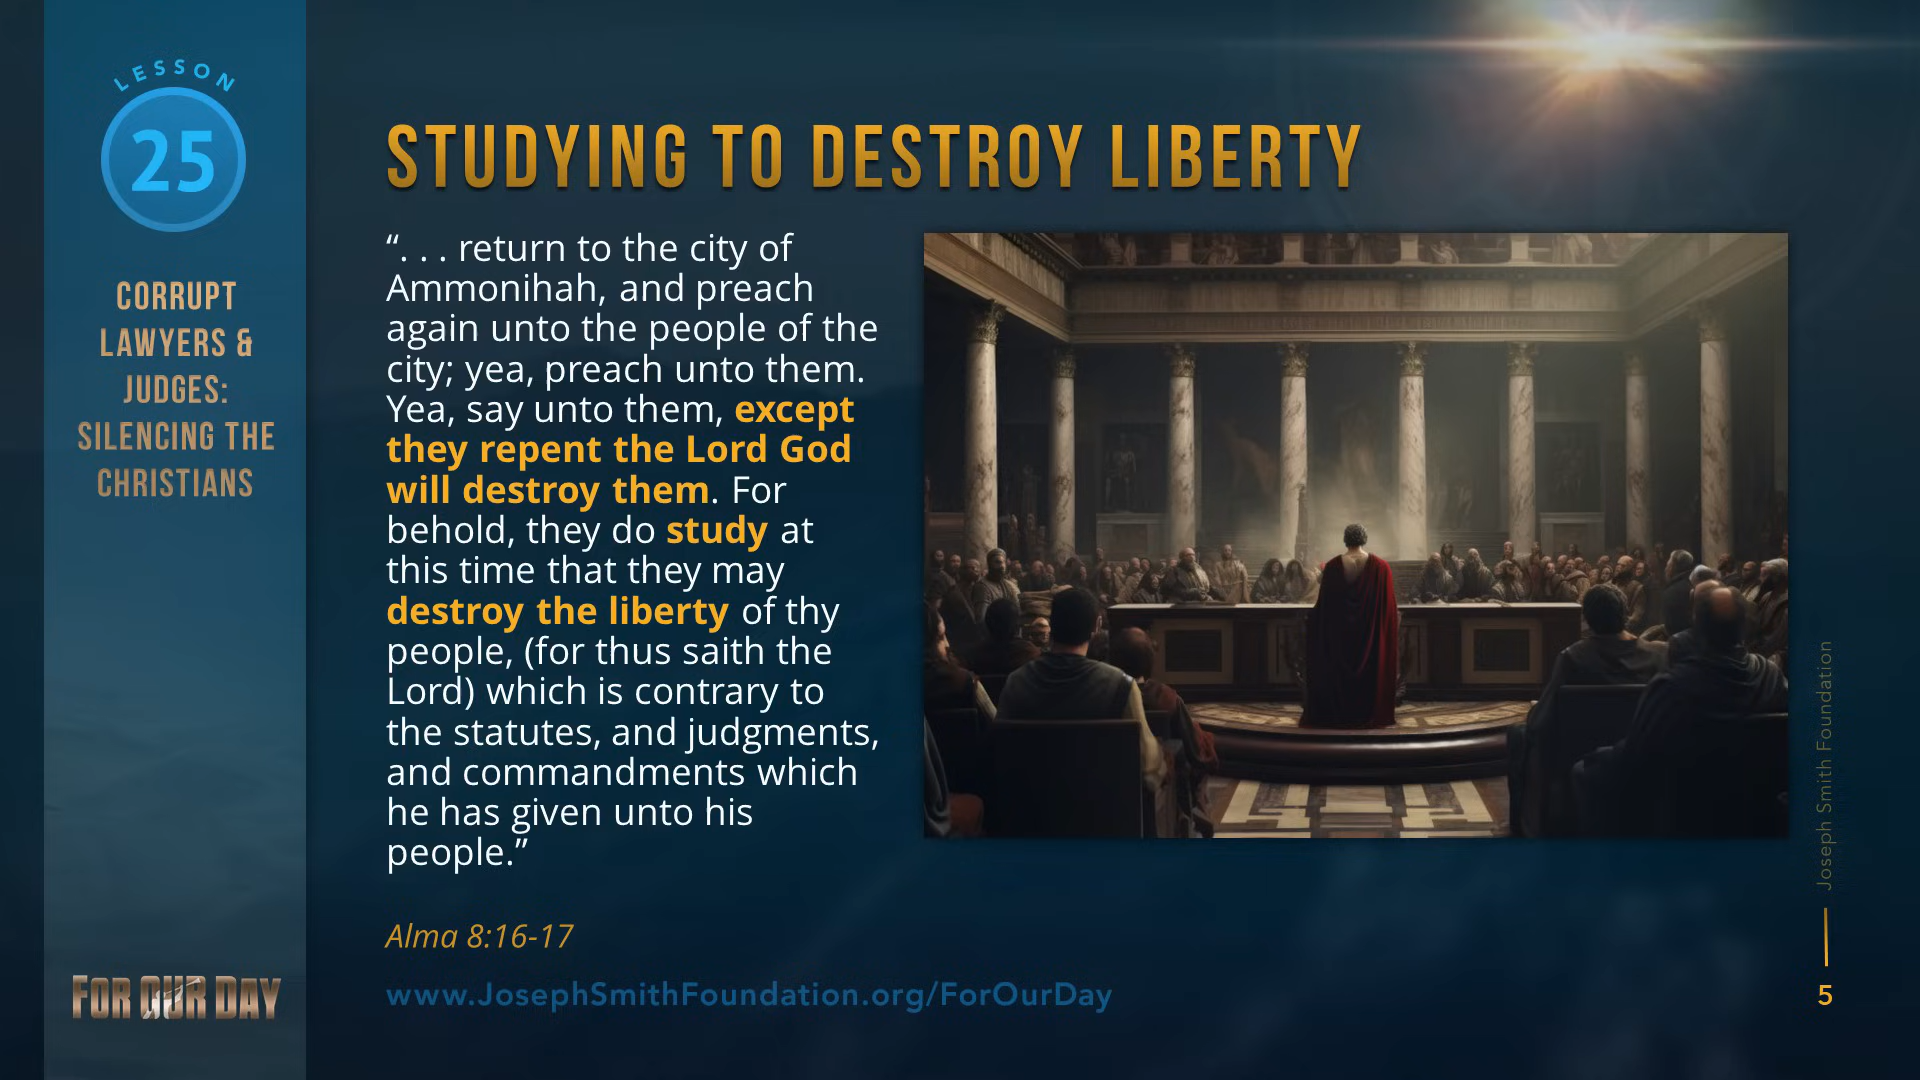 LESSON
25
CORRUPT
LAWYERS &
JUDGES:
SILENCING THE
CHRISTIANS
FOR OUR DAY
STUDYING TO DESTROY LIBERTY
“. . . return to the city of
Ammonihah, and preach
again unto the people of the
city; yea, preach unto them.
Yea, say unto them, except
they repent the Lord God
will destroy them. For
behold, they do study at
this time that they may
destroy the liberty of thy
people, (for thus saith the
Lord) which is contrary to
the statutes, and judgments,
and commandments which
he has given unto his
people.”
Alma 8:16-17
www.JosephSmithFoundation.org/ForOurDay
Joseph Smith Foundation
5